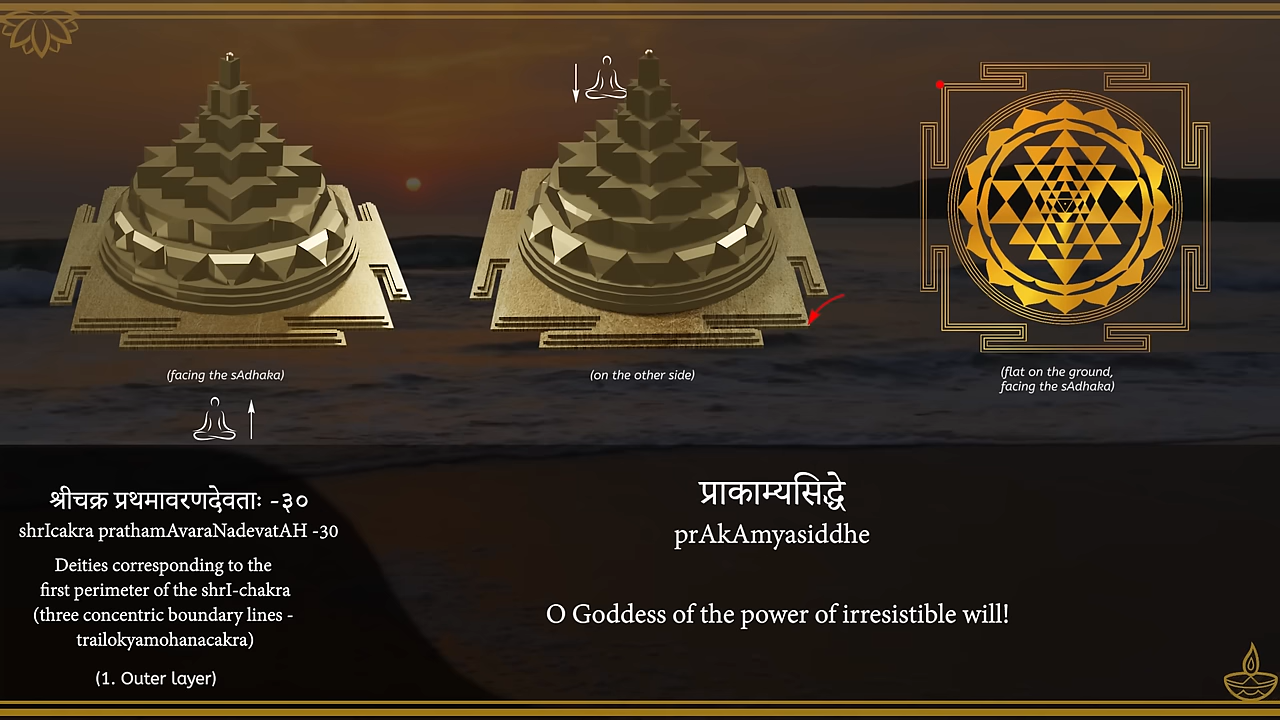 (facing the sAdhaka)
(on the other side)
(flat on the ground,
facing the sAdhaka)
श्रीचक्र प्रथमावरणदेवताः -३०
shrIcakra prathamAvaraNadevatAH -30
Deities corresponding to the
first perimeter of the shrI-chakra
(three concentric boundary lines -
trailokyamohanacakra)
(1. Outer layer)
प्राकाम्यसिद्धे
prAkAmyasiddhe
O Goddess of the power of irresistible will!